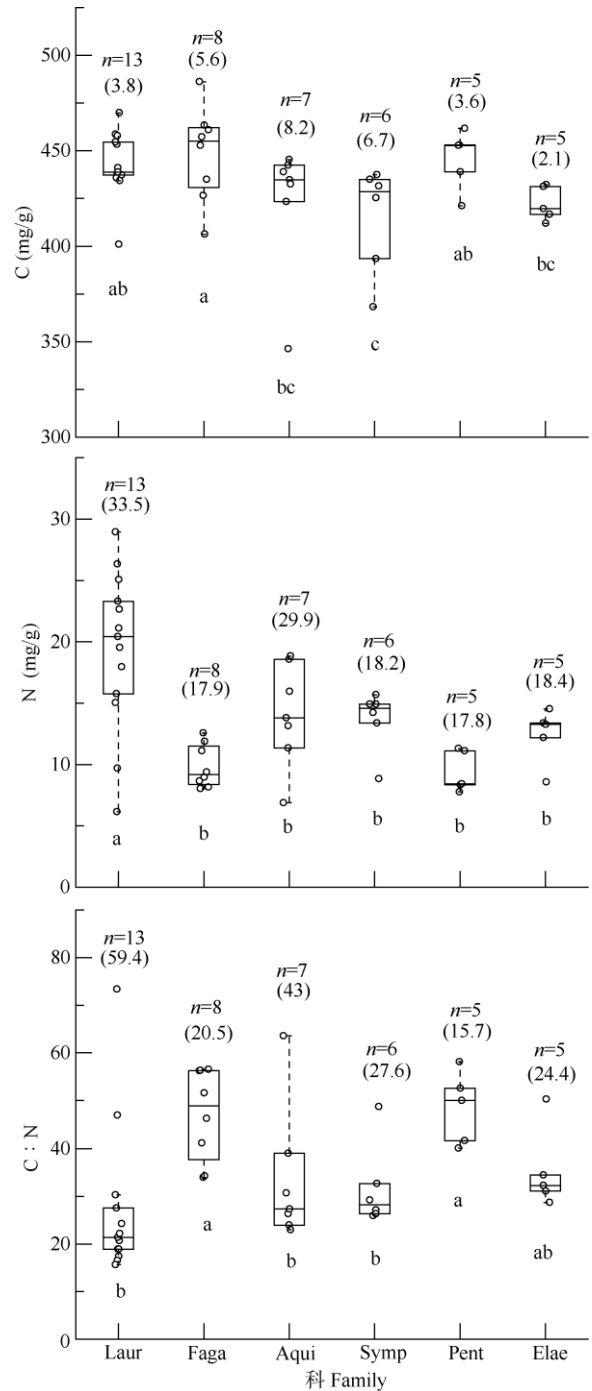 n=13
(3.8)
n=8
(5.6)
n=7
(8.2)
n=6
(6.7)
n=5
(3.6)
n=5
(2.1)
500
450
400
350
300
C (mg/g)
ab
a
bc
c
ab
bc
n=13
(33.5)
n=8
(17.9)
n=7
(29.9)
n=6
(18.2)
n=5
(17.8)
n=5
(18.4)
30
20
10
0
N (mg/g)
a
b
b
b
b
b
n=13
(59.4)
n=8
(20.5)
n=7
(43)
n=6
(27.6)
n=5
(15.7)
n=5
(24.4)
80
60
40
20
0
C : N
b
a
b
b
a
ab
Laur Faga Aqui Symp Pent Elae
科 Family